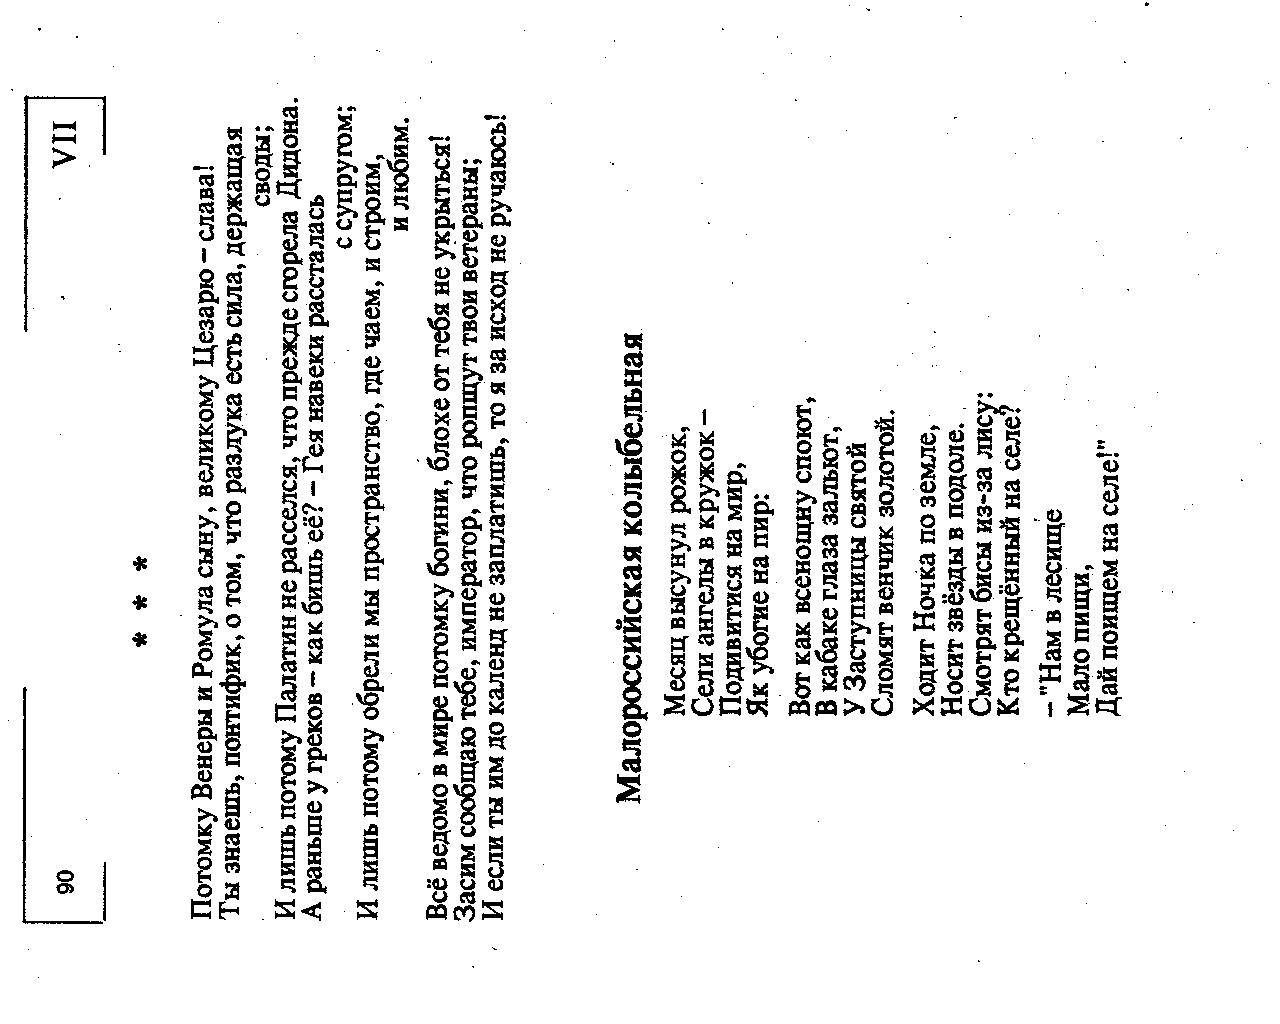 90
VII
* * *
Потомку Венеры и Ромула сыну, великому Цезарю – слава!
Ты знаешь, понтифик, о том, что разлука есть сила, держащая
своды;
И лишь потому Палатин не расселся, что прежде сгорела Дидона.
А раньше у греков – как бишь её? – Гея навеки рассталась
с супругом;
И лишь потому обрели мы пространство, где чаем, и строим,
и любим.
Всё ведомо в мире потомку богини, блохе от тебя не укрыться!
Засим сообщаю тебе, император, что ропщут твои ветераны;
И если ты им до календ не заплатишь, то я за исход не ручаюсь!
Малороссийская колыбельная
Месяц высунул рожок,
Сели ангелы в кружок –
Подивитися на мир,
Як убогие на пир:
Вот как всенощну споют,
В кабаке глаза зальют,
У Заступницы святой
Сломят венчик золотой.
Ходит Ночка по земле,
Носит звёзды в подоле.
Смотрят бисы из-за лису:
Кто крещённый на селе?
– "Нам в лесище
Мало пищи,
Дай поищем на селе!"